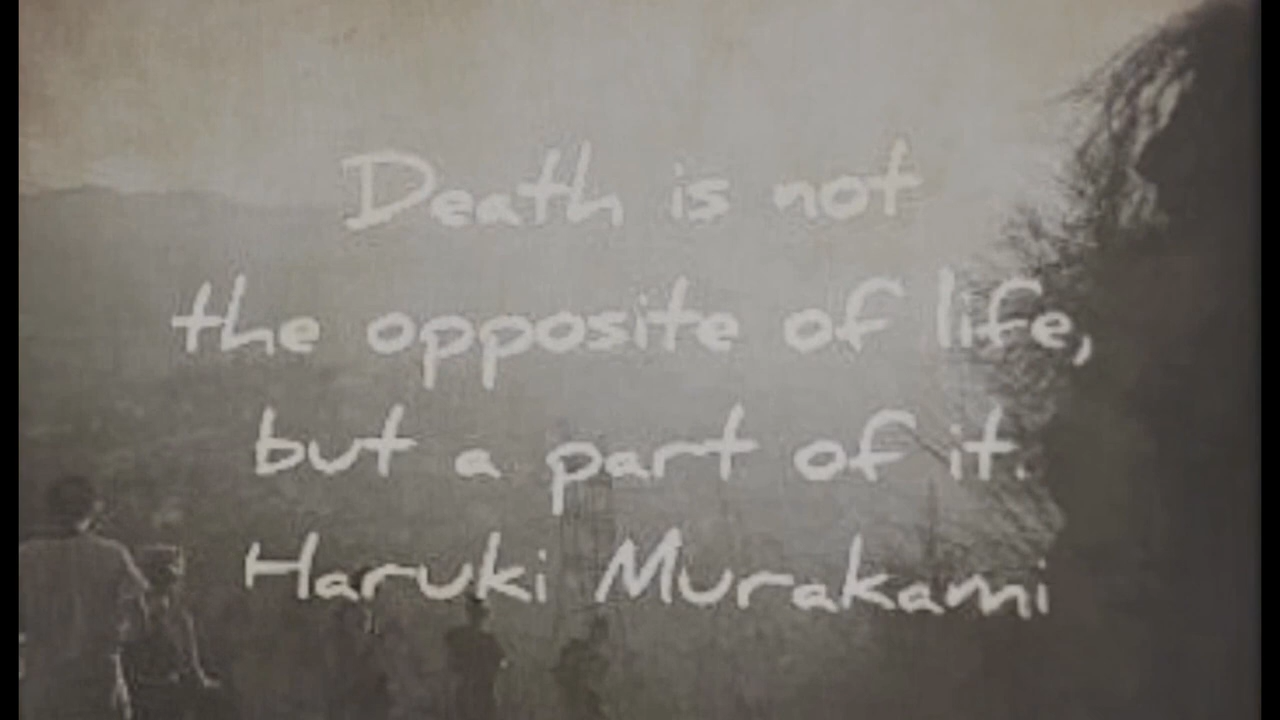 Death is not
the opposite of life,
but a part of it.
Haruki Murakami